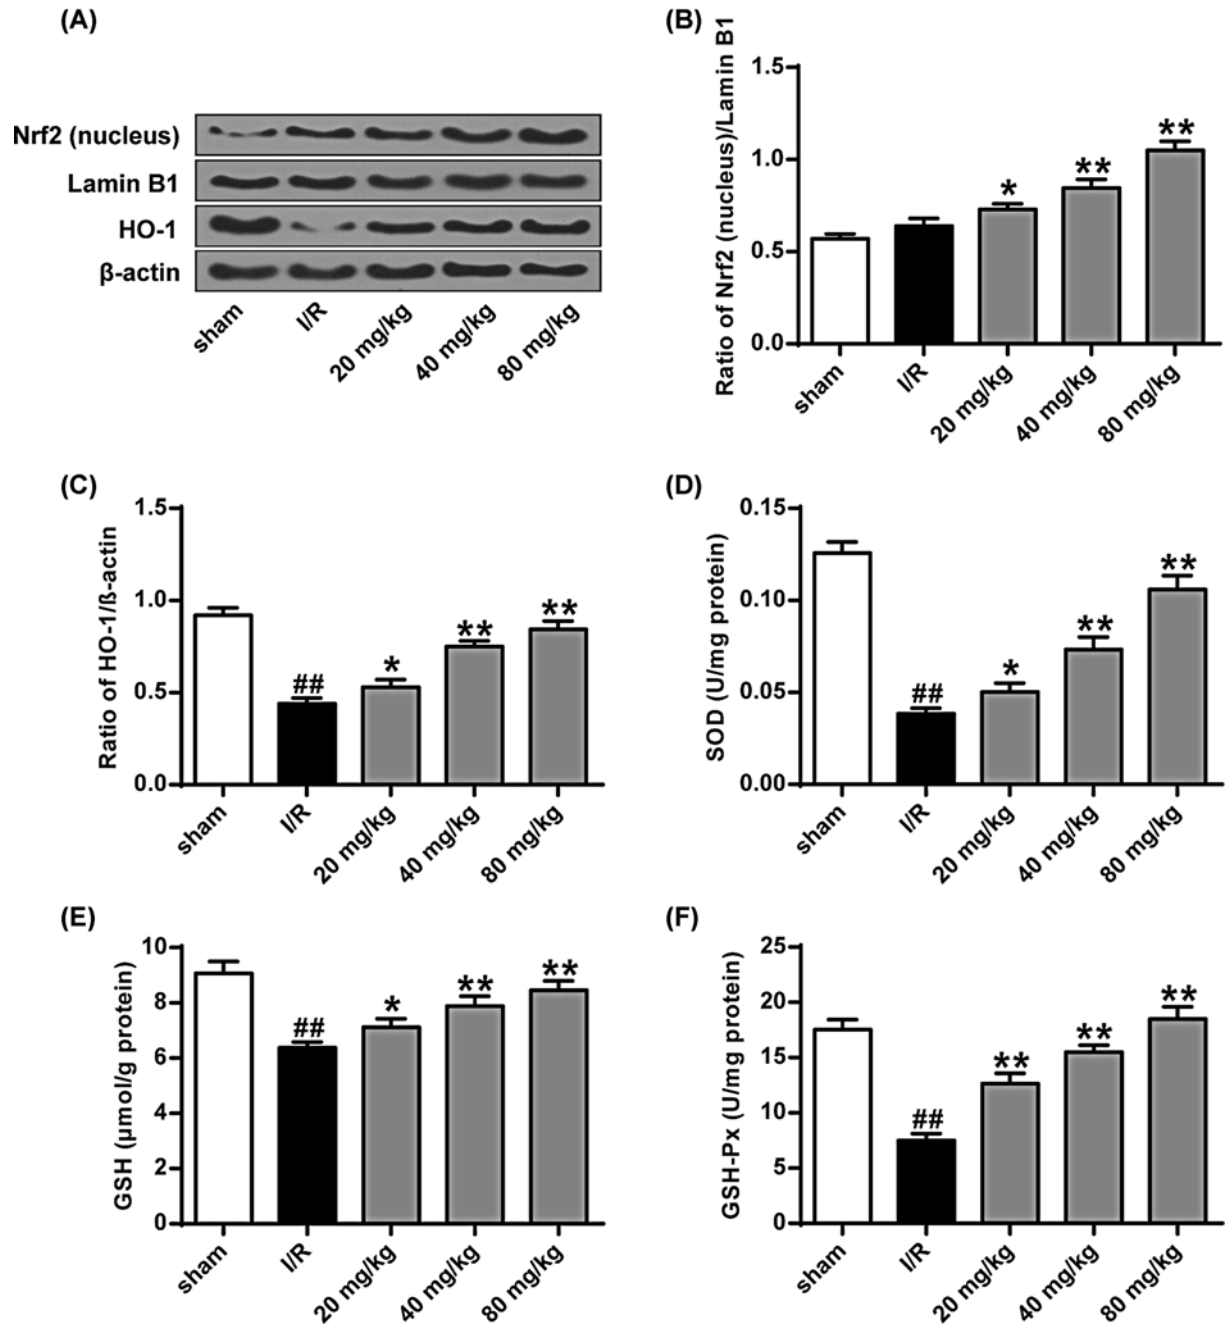 (A)
Nrf2 (nucleus)
Lamin B1
HO-1
β-actin
sham
I/R
20 mg/kg
40 mg/kg
80 mg/kg
(B)
Ratio of Nrf2 (nucleus)/Lamin B1
1.5
1.0
0.5
0.0
*
**
**
sham
I/R
20 mg/kg
40 mg/kg
80 mg/kg
(C)
Ratio of HO-1/ß-actin
1.5
1.0
0.5
0.0
##
*
**
**
sham
I/R
20 mg/kg
40 mg/kg
80 mg/kg
(D)
SOD (U/mg protein)
0.15
0.10
0.05
0.00
##
*
**
**
sham
I/R
20 mg/kg
40 mg/kg
80 mg/kg
(E)
GSH (μmol/g protein)
10
8
6
4
2
0
##
*
**
**
sham
I/R
20 mg/kg
40 mg/kg
80 mg/kg
(F)
GSH-Px (U/mg protein)
25
20
15
10
5
0
##
**
**
**
sham
I/R
20 mg/kg
40 mg/kg
80 mg/kg